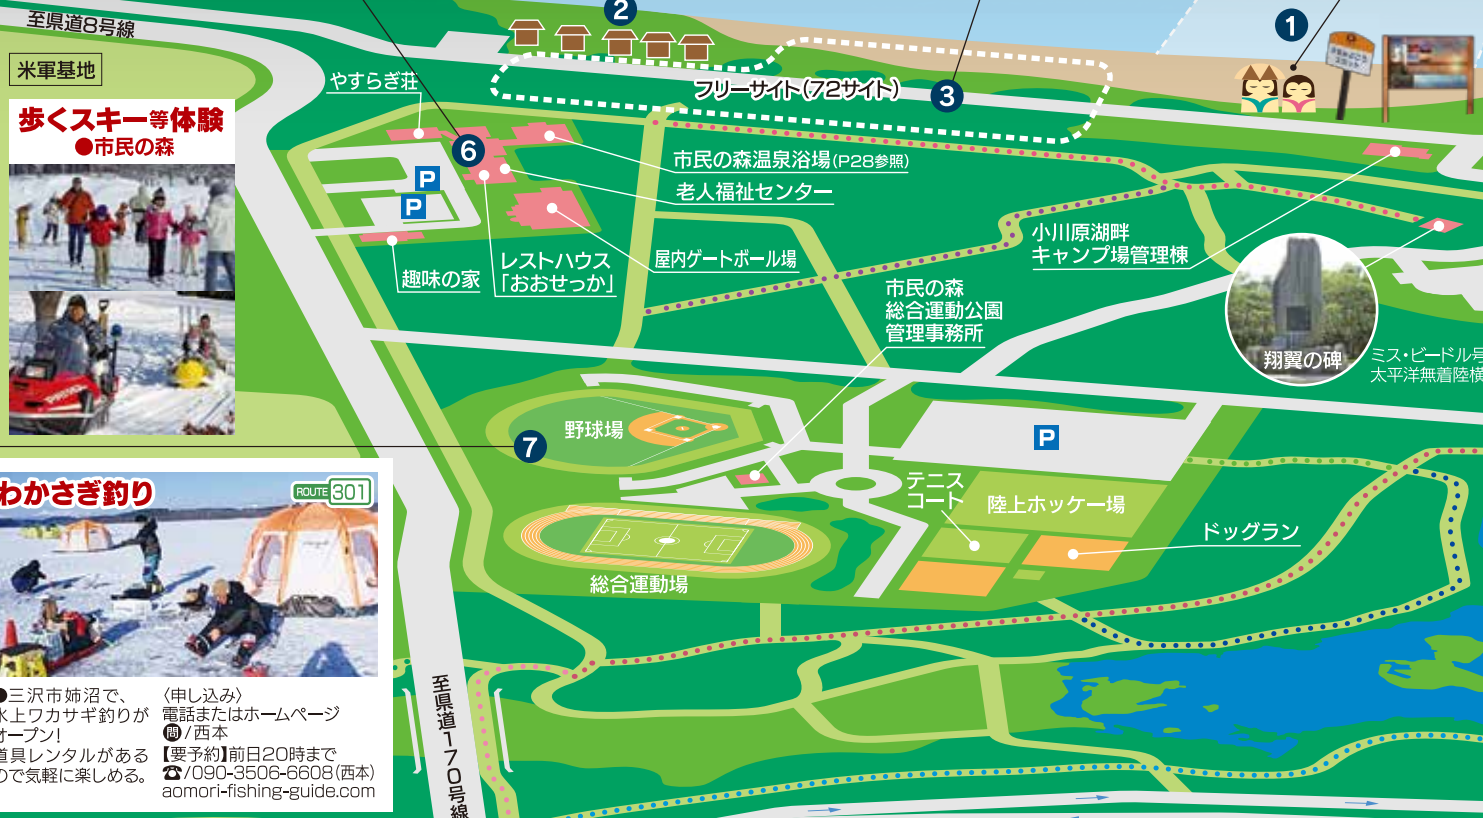 至県道8号線
米軍基地
歩くスキー等体験
●市民の森
2
1
やすらぎ荘
フリーサイト(72サイト)
3
6
P
P
市民の森温泉浴場(P28参照)
老人福祉センター
屋内ゲートボール場
レストハウス
「おおせっか」
趣味の家
小川原湖畔
キャンプ場管理棟
市民の森
総合運動公園
管理事務所
翔翼の碑
ミス・ビードル号
太平洋無着陸横
野球場
7
P
テニス
コート
陸上ホッケー場
ドッグラン
総合運動場
わかさぎ釣り
ROUTE 301
●三沢市姉沼で、
氷上ワカサギ釣りが
オープン!
道具レンタルがある
ので気軽に楽しめる。
〈申し込み〉
電話またはホームページ
問/西本
【要予約】前日20時まで
☎/090-3506-6608(西本)
aomori-fishing-guide.com
至県道170号線